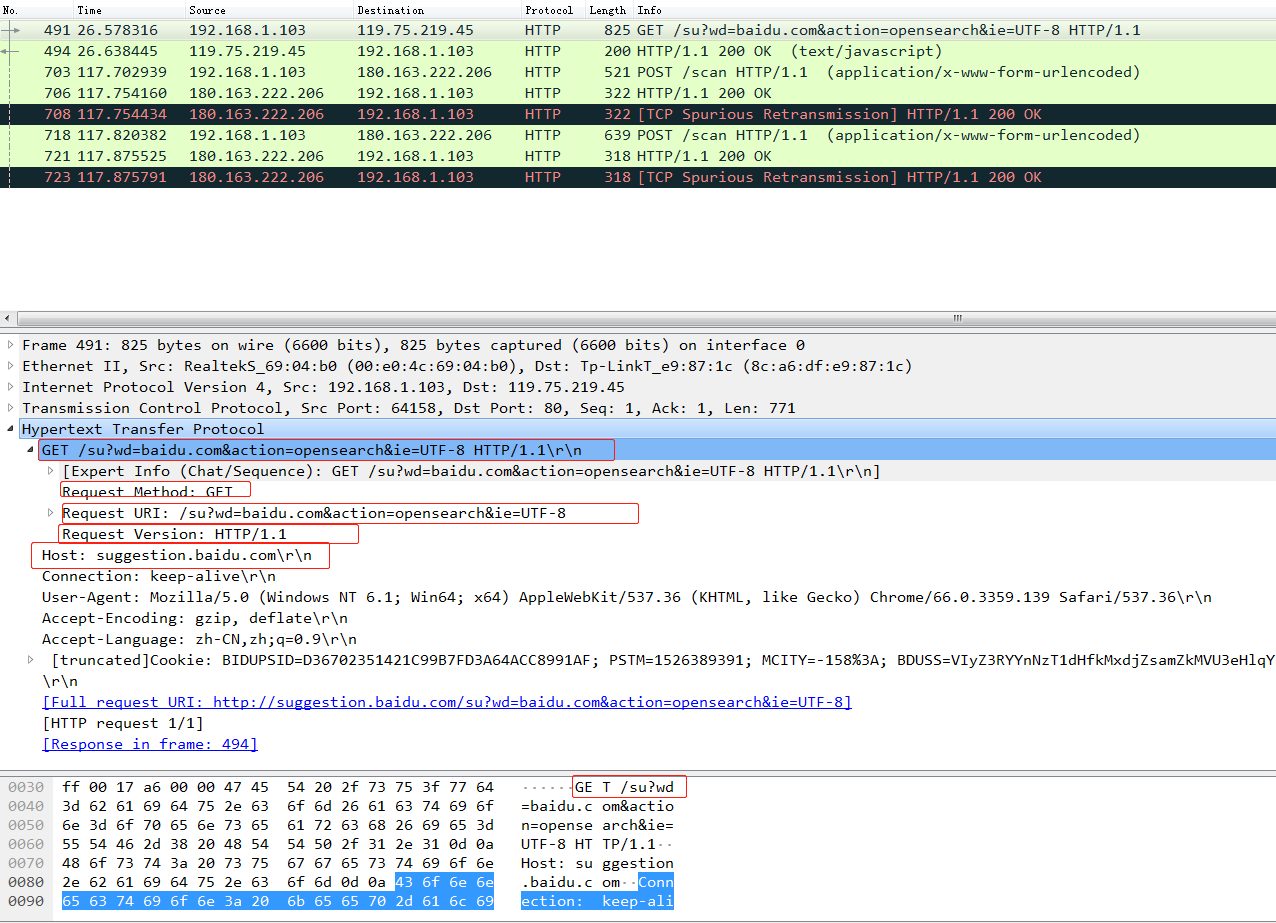 No. Time Source Destination Protocol Length Info
491 26.578316 192.168.1.103 119.75.219.45 HTTP 825 GET /su?wd=baidu.com&action=opensearch&ie=UTF-8 HTTP/1.1
494 26.638445 119.75.219.45 192.168.1.103 HTTP 200 HTTP/1.1 200 OK (text/javascript)
703 117.702939 192.168.1.103 180.163.222.206 HTTP 521 POST /scan HTTP/1.1 (application/x-www-form-urlencoded)
706 117.754160 180.163.222.206 192.168.1.103 HTTP 322 HTTP/1.1 200 OK
708 117.754434 180.163.222.206 192.168.1.103 HTTP 322 [TCP Spurious Retransmission] HTTP/1.1 200 OK
718 117.820382 192.168.1.103 180.163.222.206 HTTP 639 POST /scan HTTP/1.1 (application/x-www-form-urlencoded)
721 117.875525 180.163.222.206 192.168.1.103 HTTP 318 HTTP/1.1 200 OK
723 117.875791 180.163.222.206 192.168.1.103 HTTP 318 [TCP Spurious Retransmission] HTTP/1.1 200 OK
Frame 491: 825 bytes on wire (6600 bits), 825 bytes captured (6600 bits) on interface 0
Ethernet II, Src: RealtekS_69:04:b0 (00:e0:4c:69:04:b0), Dst: Tp-LinkT_e9:87:1c (8c:a6:df:e9:87:1c)
Internet Protocol Version 4, Src: 192.168.1.103, Dst: 119.75.219.45
Transmission Control Protocol, Src Port: 64158, Dst Port: 80, Seq: 1, Ack: 1, Len: 771
Hypertext Transfer Protocol
GET /su?wd=baidu.com&action=opensearch&ie=UTF-8 HTTP/1.1\r\n
[Expert Info (Chat/Sequence): GET /su?wd=baidu.com&action=opensearch&ie=UTF-8 HTTP/1.1\r\n]
Request Method: GET
Request URI: /su?wd=baidu.com&action=opensearch&ie=UTF-8
Request Version: HTTP/1.1
Host: suggestion.baidu.com\r\n
Connection: keep-alive\r\n
User-Agent: Mozilla/5.0 (Windows NT 6.1; Win64; x64) AppleWebKit/537.36 (KHTML, like Gecko) Chrome/66.0.3359.139 Safari/537.36\r\n
Accept-Encoding: gzip, deflate\r\n
Accept-Language: zh-CN,zh;q=0.9\r\n
[truncated]Cookie: BIDUPSID=D36702351421C99B7FD3A64ACC8991AF; PSTM=1526389391; MCITY=-158%3A; BDUSS=VIyZ3RYYnNzT1dHfkMxdjZsamZkMVU3eHlqY
\r\n
[Full request URI: http://suggestion.baidu.com/su?wd=baidu.com&action=opensearch&ie=UTF-8]
[HTTP request 1/1]
[Response in frame: 494]
0030 ff 00 17 a6 00 00 47 45 54 20 2f 73 75 3f 77 64 ······GE T /su?wd
0040 3d 62 61 69 64 75 2e 63 6f 6d 26 61 63 74 69 6f =baidu.c om&actio
0050 6e 3d 6f 70 65 6e 73 65 61 72 63 68 26 69 65 3d n=opense arch&ie=
0060 55 54 46 2d 38 20 48 54 54 50 2f 31 2e 31 0d 0a UTF-8 HT TP/1.1··
0070 48 6f 73 74 3a 20 73 75 67 67 65 73 74 69 6f 6e Host: su ggestion
0080 2e 62 61 69 64 75 2e 63 6f 6d 0d 0a 43 6f 6e 6e .baidu.c om··Conn
0090 65 63 74 69 6f 6e 3a 20 6b 65 65 70 2d 61 6c 69 ection: keep-ali